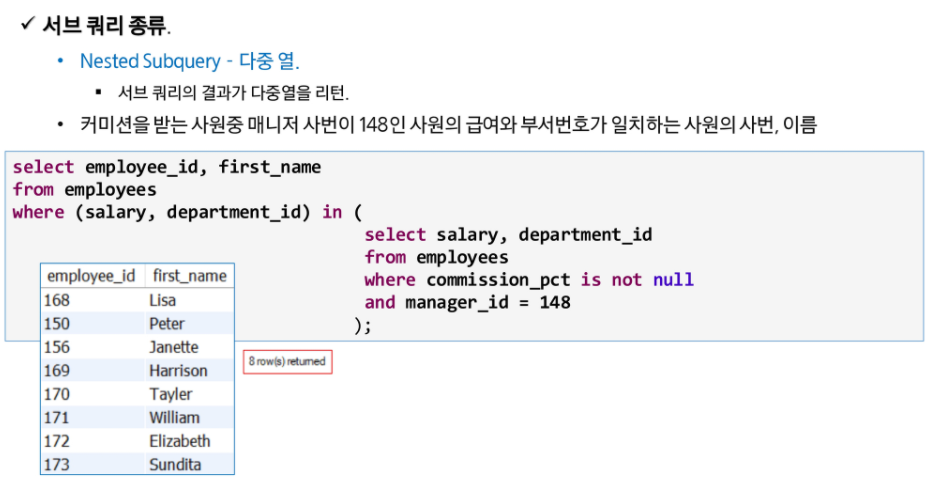 ✓ 서브 쿼리 종류.
• Nested Subquery - 다중 열.
▪ 서브 쿼리의 결과가 다중열을 리턴.
• 커미션을 받는 사원중 매니저 사번이 148인 사원의 급여와 부서번호가 일치하는 사원의 사번, 이름
select employee_id, first_name
from employees
where (salary, department_id) in (
select salary, department_id
from employees
where commission_pct is not null
and manager_id = 148
);
employee_id first_name
168 Lisa
150 Peter
156 Janette
169 Harrison
170 Tayler
171 William
172 Elizabeth
173 Sundita
8 row(s) returned